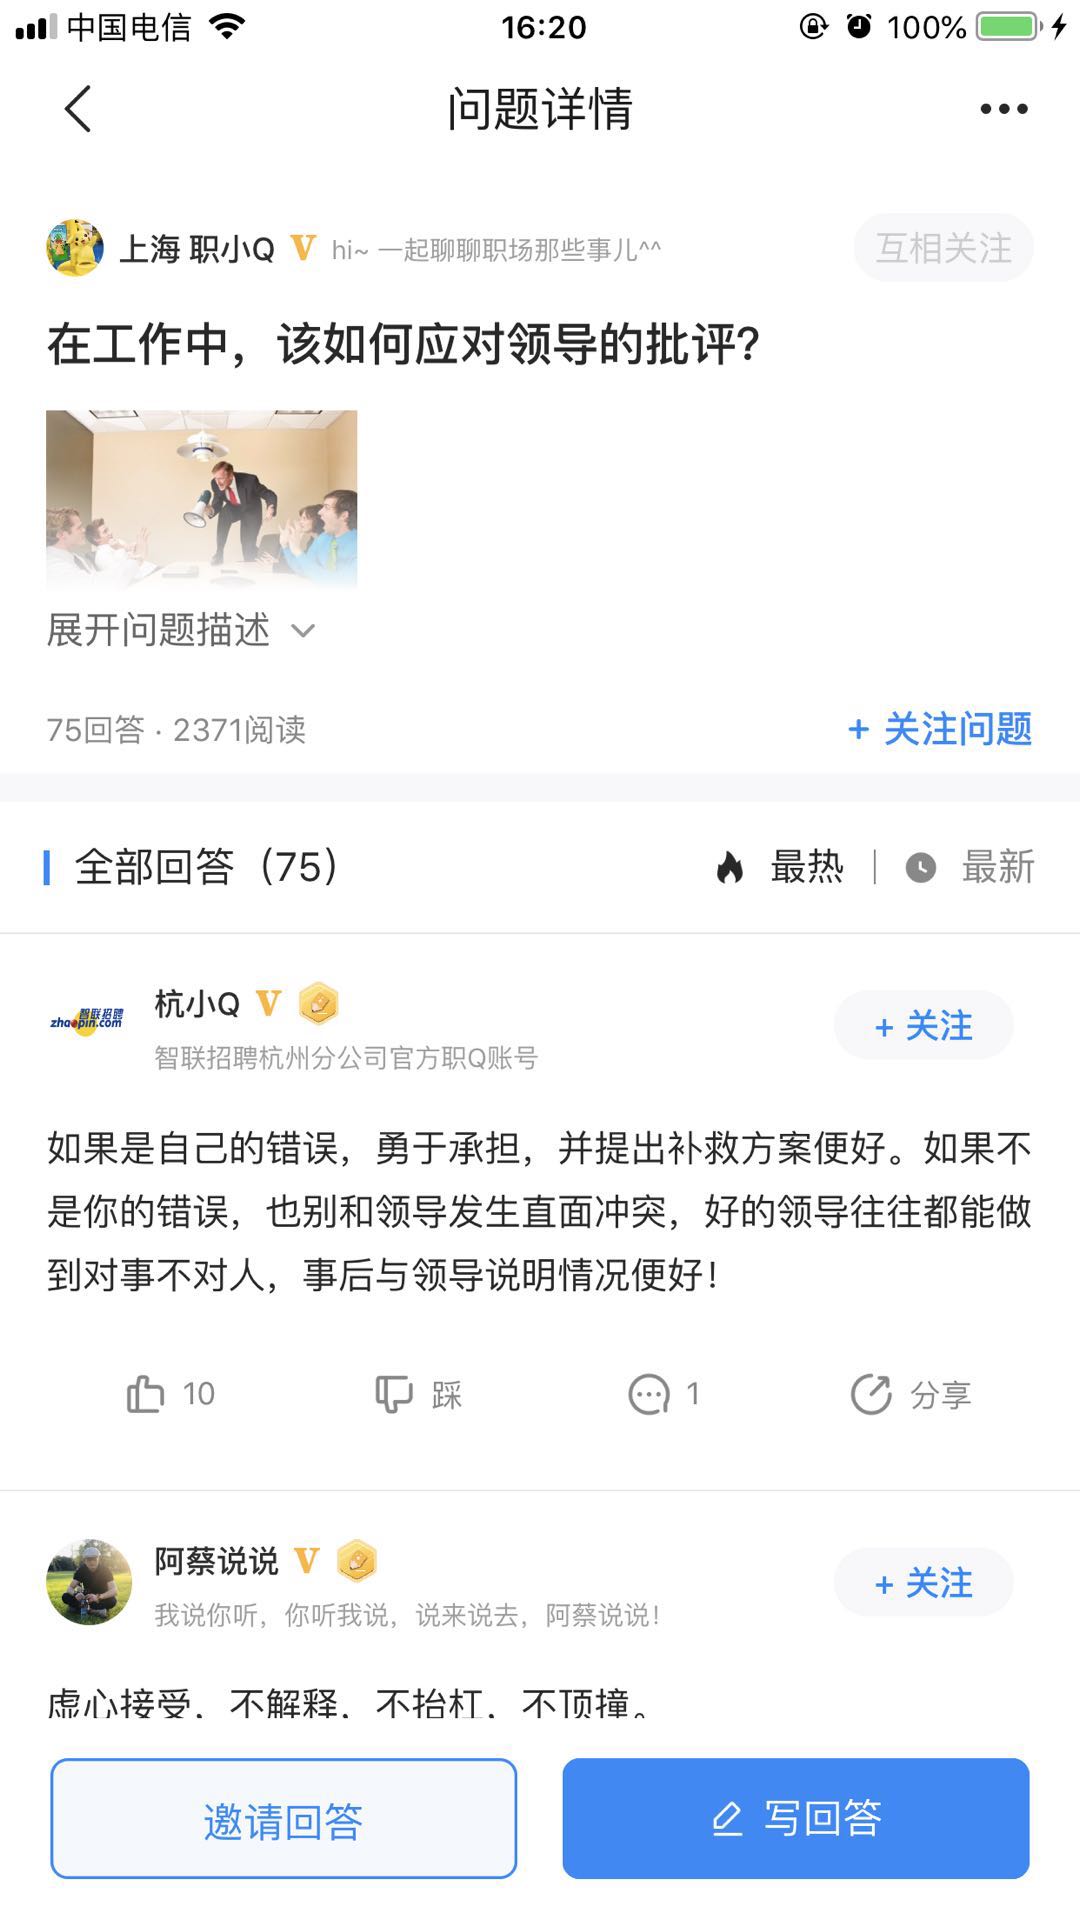 中国电信
16:20
100%
问题详情
上海 职小Q V hi~ 一起聊聊职场那些事儿^^
互相关注
在工作中，该如何应对领导的批评？
展开问题描述
75回答 · 2371阅读
+ 关注问题
全部回答（75）
最热
最新
智联招聘
zhaopin.com
杭小Q V
智联招聘杭州分公司官方职Q账号
+ 关注
如果是自己的错误，勇于承担，并提出补救方案便好。如果不
是你的错误，也别和领导发生直面冲突，好的领导往往都能做
到对事不对人，事后与领导说明情况便好！
10
踩
1
分享
阿蔡说说 V
我说你听，你听我说，说来说去，阿蔡说说！
+ 关注
虚心接受，不解释，不抬杠，不顶撞。
邀请回答
写回答